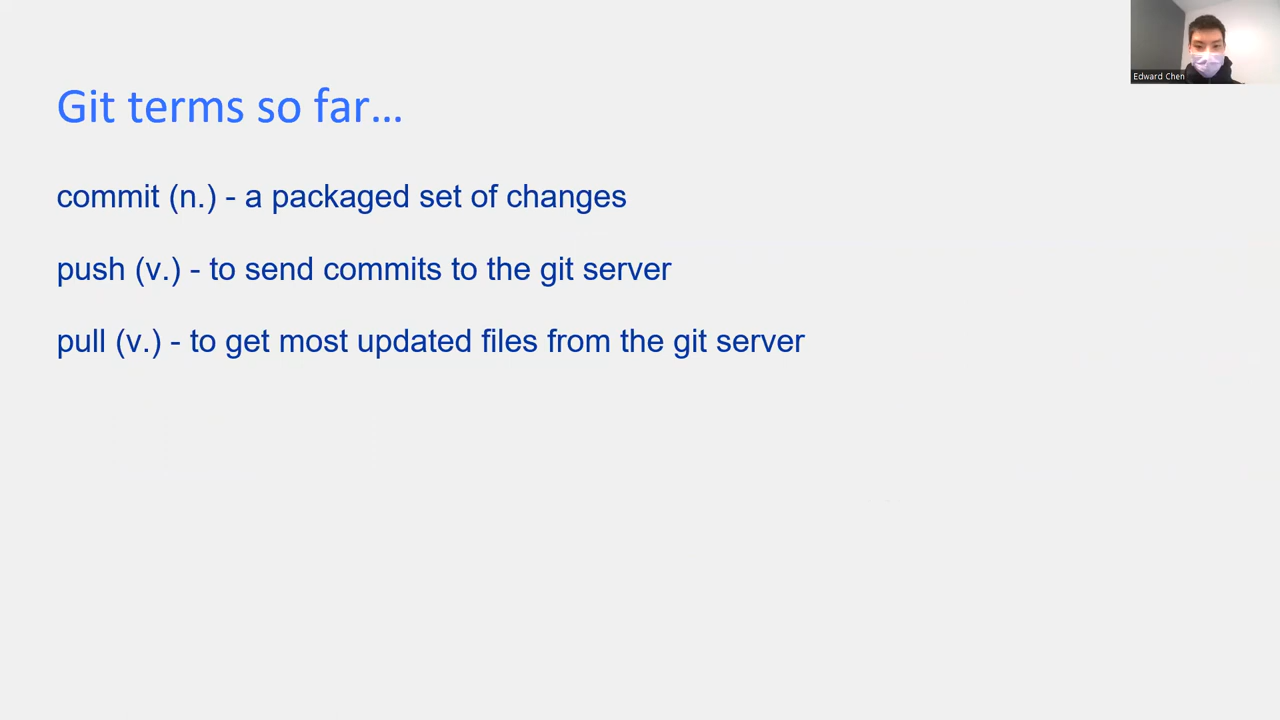 Git terms so far...
commit (n.) - a packaged set of changes
push (v.) - to send commits to the git server
pull (v.) - to get most updated files from the git server
Edward Chen